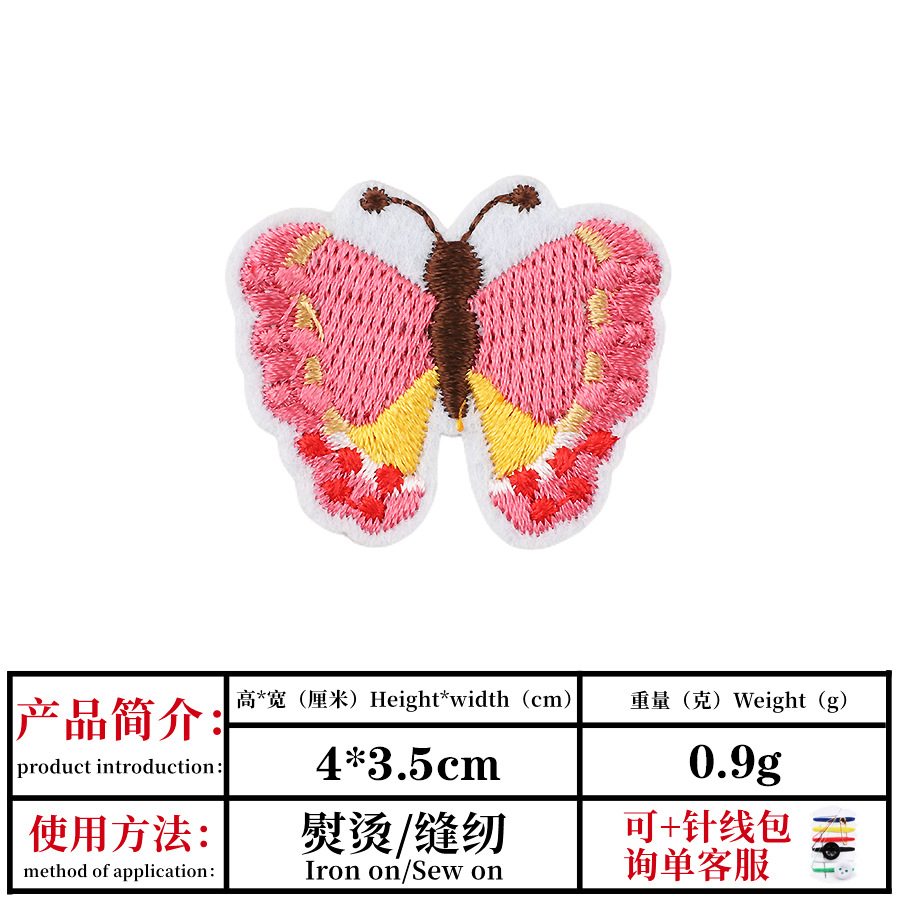 产品简介：
product introduction：
高*宽（厘米）Height*width（cm）
4*3.5cm
重量（克）Weight（g）
0.9g
使用方法：
method of application：
熨烫/缝纫
Iron on/Sew on
可+针线包
询单客服